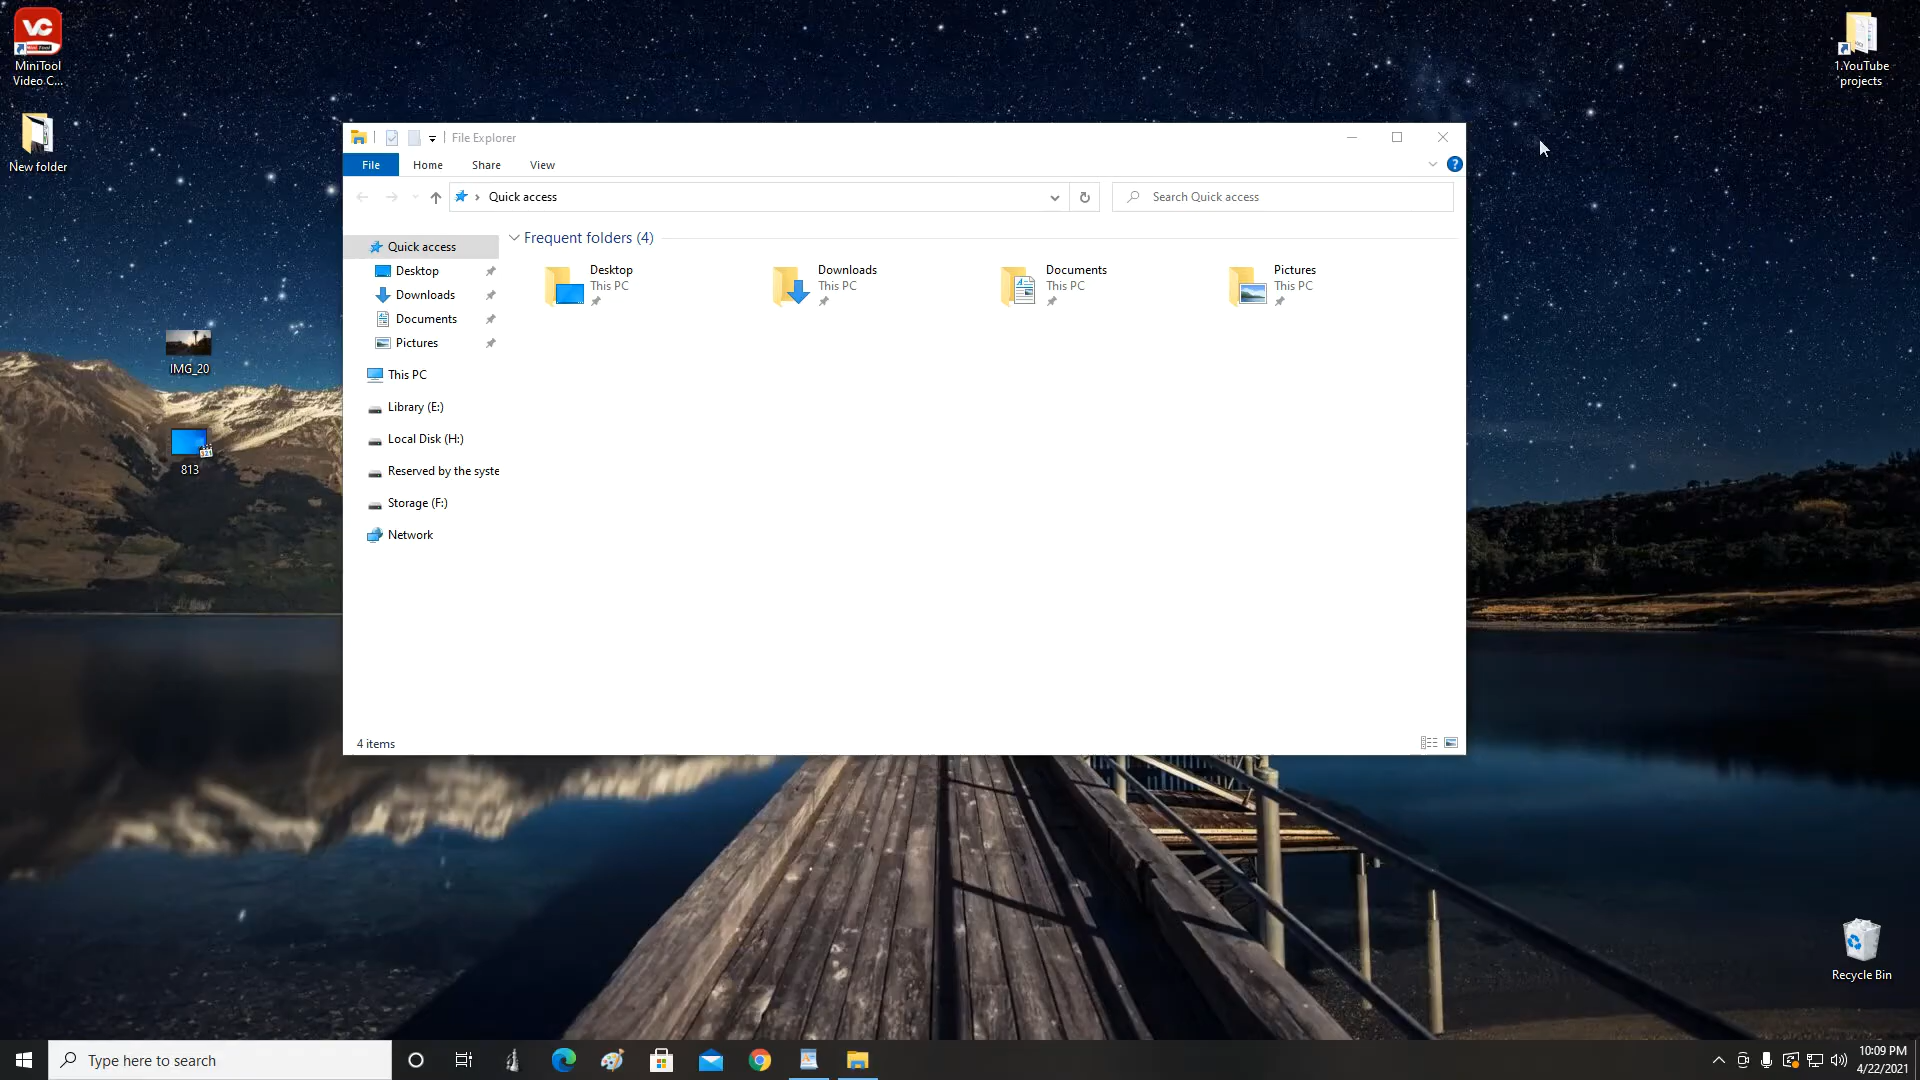 MiniTool
Video C...
New folder
IMG_20
813
1.YouTube
projects
Recycle Bin
File Explorer
File
Home
Share
View
?
Quick access
Search Quick access
Quick access
Desktop
Downloads
Documents
Pictures
This PC
Library (E:)
Local Disk (H:)
Reserved by the syste
Storage (F:)
Network
Frequent folders (4)
Desktop
This PC
Downloads
This PC
Documents
This PC
Pictures
This PC
4 items
Type here to search
10:09 PM
4/22/2021